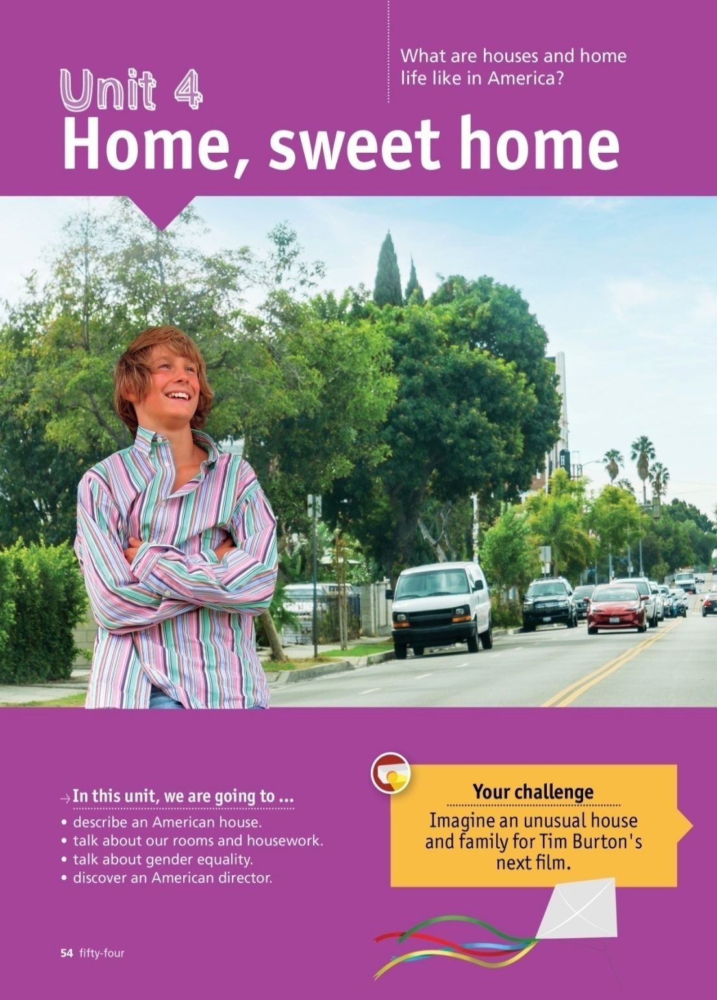 What are houses and home
life like in America?
Unit 4
Home, sweet home
In this unit, we are going to ...
• describe an American house.
• talk about our rooms and housework.
• talk about gender equality.
• discover an American director.
Your challenge
Imagine an unusual house
and family for Tim Burton's
next film.
54 fifty-four